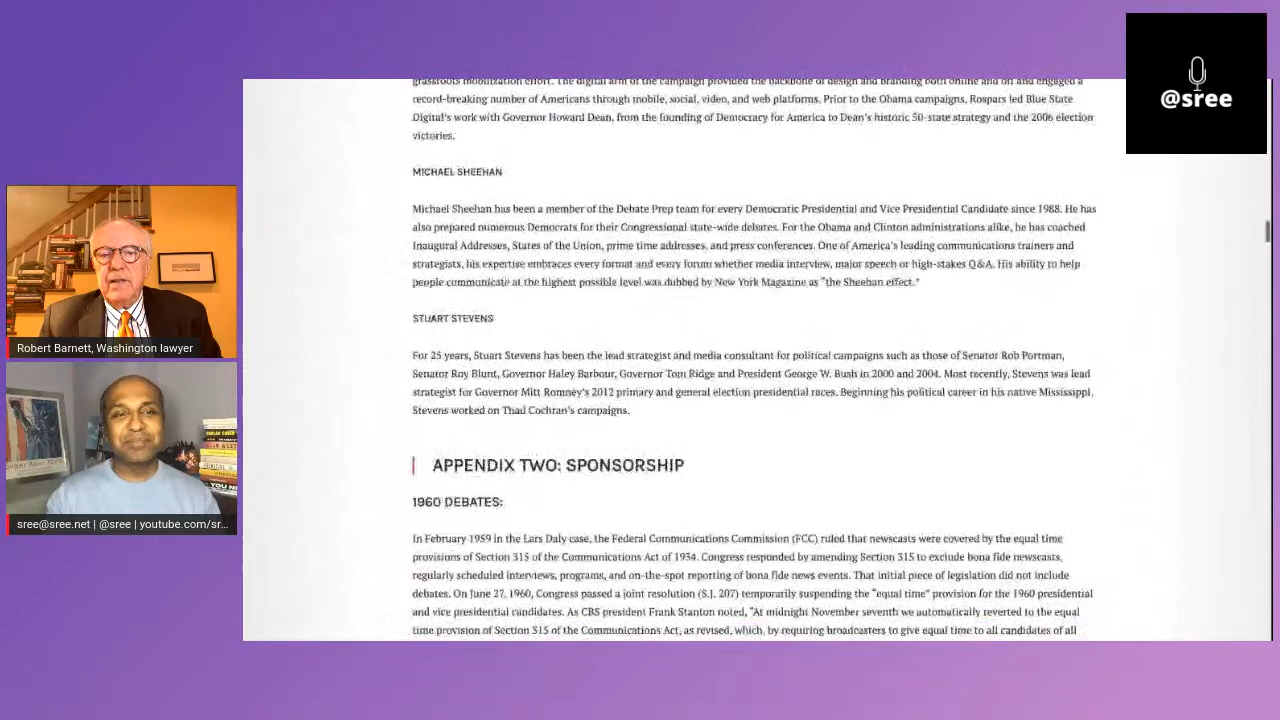 grassroots mobilization effort. The digital arm of the campaign provided the backbone of design and branding both online and off and engaged a
record-breaking number of Americans through mobile, social, video, and web platforms. Prior to the Obama campaigns, Rospars led Blue State
Digital's work with Governor Howard Dean, from the founding of Democracy for America to Dean's historic 50-state strategy and the 2006 election
victories.
MICHAEL SHEEHAN
Michael Sheehan has been a member of the Debate Prep team for every Democratic Presidential and Vice Presidential Candidate since 1988. He has
also prepared numerous Democrats for their Congressional state-wide debates. For the Obama and Clinton administrations alike, he has coached
Inaugural Addresses, States of the Union, prime time addresses, and press conferences. One of America's leading communications trainers and
strategists, his expertise embraces every format and every forum whether media interview, major speech or high-stakes Q&A. His ability to help
people communicate at the highest possible level was dubbed by New York Magazine as "the Sheehan effect."
STUART STEVENS
For 25 years, Stuart Stevens has been the lead strategist and media consultant for political campaigns such as those of Senator Rob Portman,
Senator Roy Blunt, Governor Haley Barbour, Governor Tom Ridge and President George W. Bush in 2000 and 2004. Most recently, Stevens was lead
strategist for Governor Mitt Romney's 2012 primary and general election presidential races. Beginning his political career in his native Mississippi,
Stevens worked on Thad Cochran's campaigns.
APPENDIX TWO: SPONSORSHIP
1960 DEBATES:
In February 1959 in the Lars Daly case, the Federal Communications Commission (FCC) ruled that newscasts were covered by the equal time
provisions of Section 315 of the Communications Act of 1934. Congress responded by amending Section 315 to exclude bona fide newscasts,
regularly scheduled interviews, programs, and on-the-spot reporting of bona fide news events. That initial piece of legislation did not include
debates. On June 27, 1960, Congress passed a joint resolution (S.J. 207) temporarily suspending the "equal time" provision for the 1960 presidential
and vice presidential candidates. As CBS president Frank Stanton noted, "At midnight November seventh we automatically reverted to the equal
time provision of Section 315 of the Communications Act, as revised, which, by requiring broadcasters to give equal time to all candidates of all
@sree
Robert Barnett, Washington lawyer
sree@sree.net | @sree | youtube.com/sr...